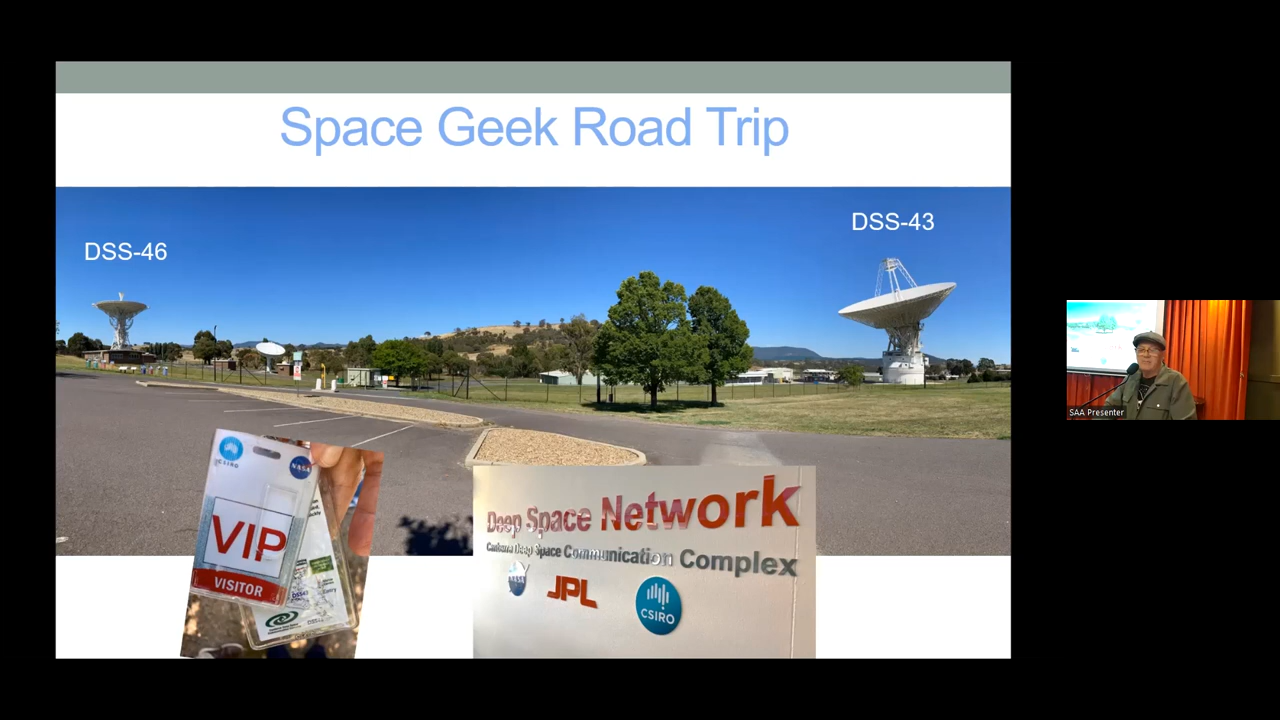 Space Geek Road Trip
DSS-46
DSS-43
CSIRO
NASA
VIP
VISITOR
Deep Space Network
Canberra Deep Space Communication Complex
NASA
JPL
CSIRO
SAA Presenter